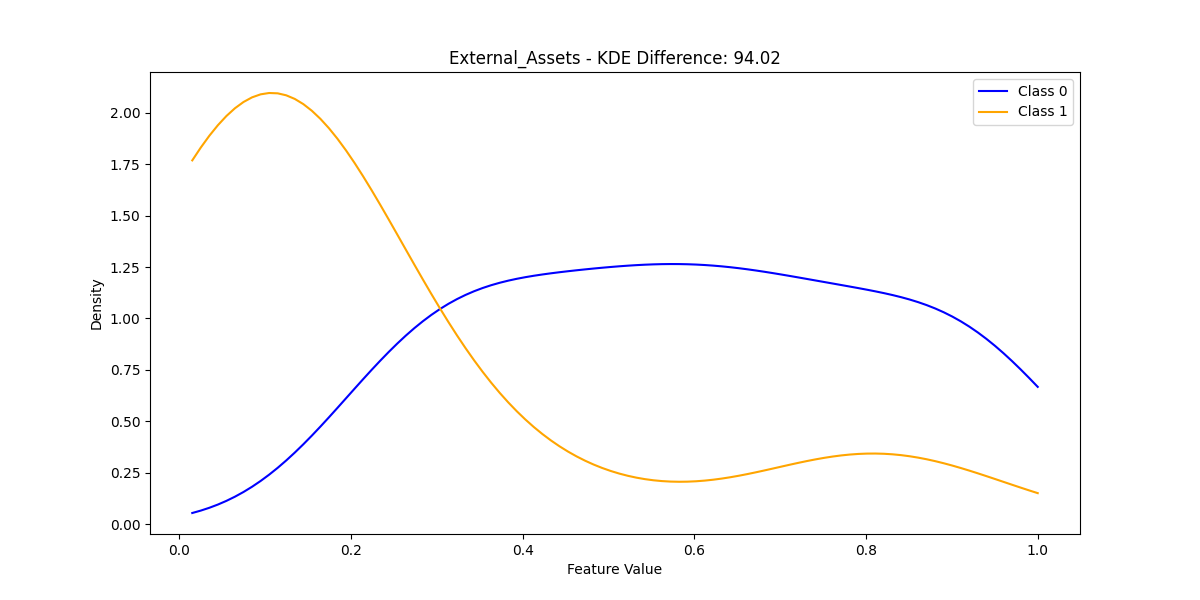 External_Assets - KDE Difference: 94.02
Class 0
Class 1
2.00
1.75
1.50
1.25
1.00
0.75
0.50
0.25
0.00
Density
0.0 0.2 0.4 0.6 0.8 1.0
Feature Value